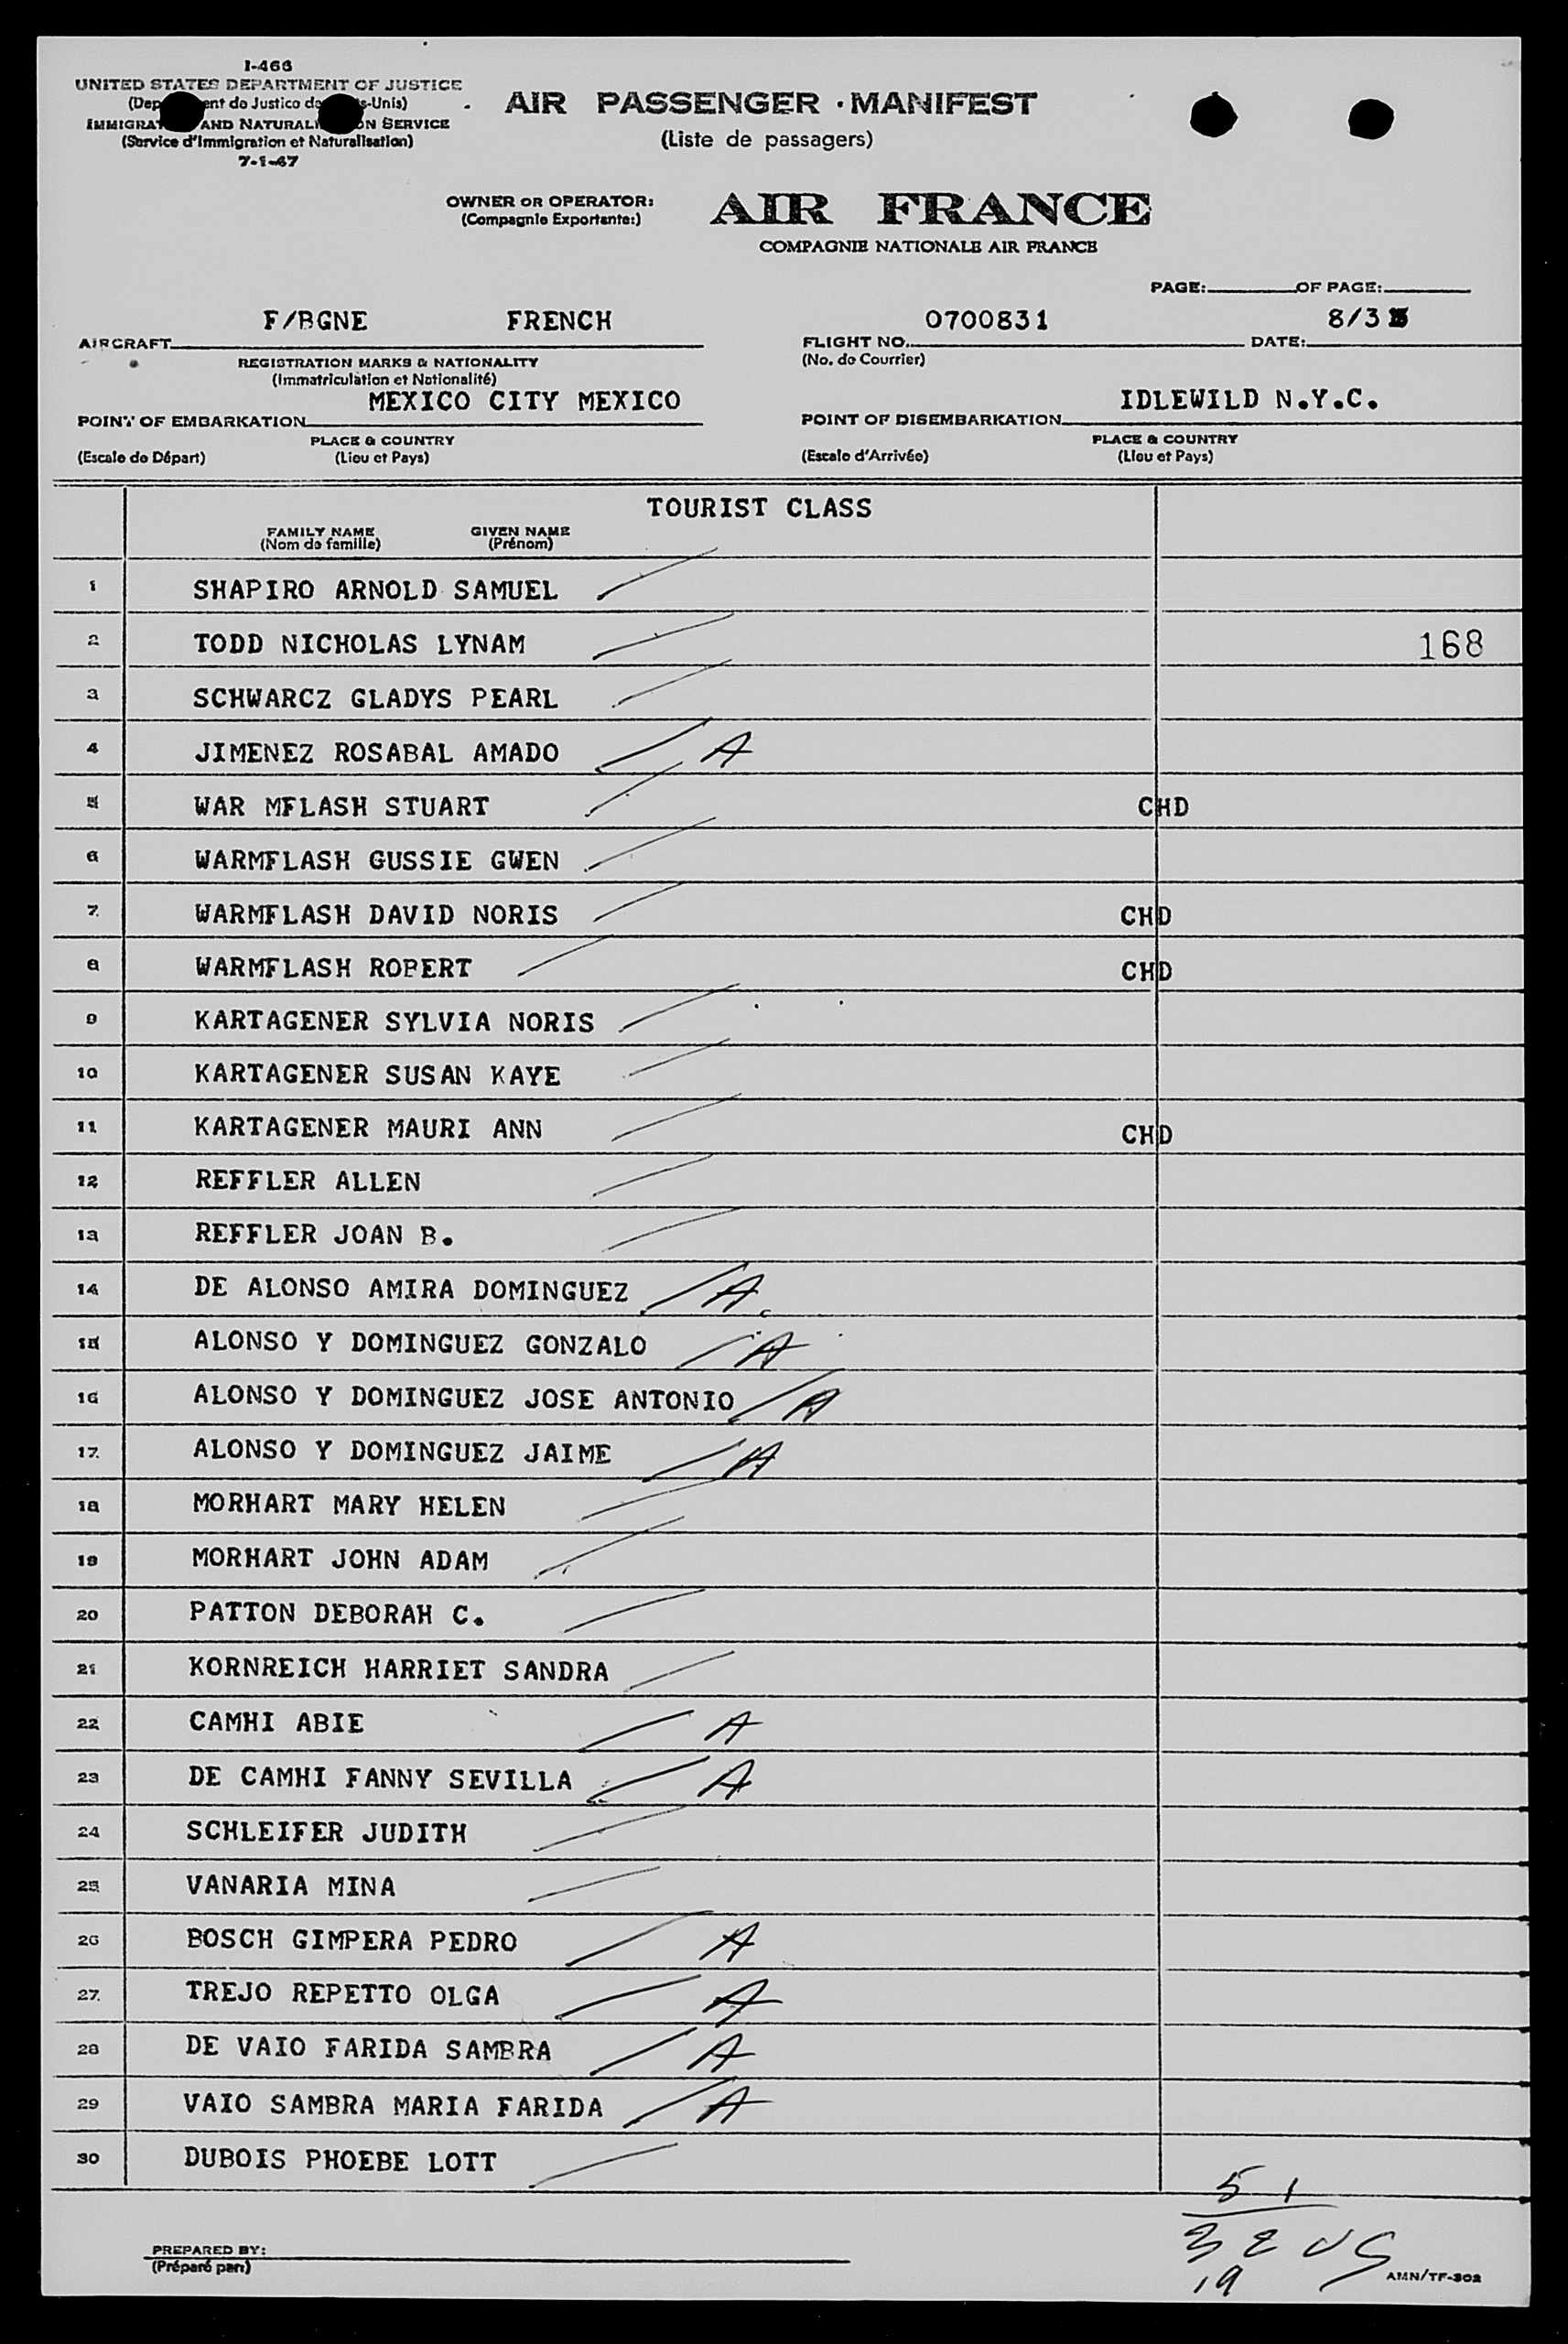 I-466
UNITED STATES DEPARTMENT OF JUSTICE
AND SERVICE
(Service d'Immigration et Naturalisation)
7-1-47
AIR PASSENGER MANIFEST
(Liste de passagers)
OWNER OR OPERATOR:
(Compagnie Exportante:)
AIR FRANCE
COMPAGNIE NATIONALE AIR FRANCE
PAGE: OF PAGE:
AIRCRAFT F/BGNE FRENCH
REGISTRATION MARKS & NATIONALITY
(Immatriculation et Nationalité)
FLIGHT NO. 0700831 DATE: 8/3
(No. de Courrier)
POINT OF EMBARKATION MEXICO CITY MEXICO
PLACE & COUNTRY
(Escale de Départ) (Lieu et Pays)
POINT OF DISEMBARKATION IDLEWILD N.Y.C.
PLACE & COUNTRY
(Escale d'Arrivée) (Lieu et Pays)
TOURIST CLASS
FAMILY NAME GIVEN NAME
(Nom de famille) (Prénom)
1 SHAPIRO ARNOLD SAMUEL
2 TODD NICHOLAS LYNAM 168
3 SCHWARCZ GLADYS PEARL
4 JIMENEZ ROSABAL AMADO A
5 WAR MFLASH STUART CHD
6 WARMFLASH GUSSIE GWEN
7 WARMFLASH DAVID NORIS CHD
8 WARMFLASH ROBERT CHD
9 KARTAGENER SYLVIA NORIS
10 KARTAGENER SUSAN KAYE
11 KARTAGENER MAURI ANN CHD
12 REFFLER ALLEN
13 REFFLER JOAN B.
14 DE ALONSO AMIRA DOMINGUEZ A
15 ALONSO Y DOMINGUEZ GONZALO A
16 ALONSO Y DOMINGUEZ JOSE ANTONIO A
17 ALONSO Y DOMINGUEZ JAIME A
18 MORHART MARY HELEN
19 MORHART JOHN ADAM
20 PATTON DEBORAH C.
21 KORNREICH HARRIET SANDRA
22 CAMHI ABIE A
23 DE CAMHI FANNY SEVILLA A
24 SCHLEIFER JUDITH
25 VANARIA MINA
26 BOSCH GIMPERA PEDRO A
27 TREJO REPETTO OLGA A
28 DE VAIO FARIDA SAMBRA A
29 VAIO SAMBRA MARIA FARIDA A
30 DUBOIS PHOEBE LOTT
51
32 US
19
PREPARED BY:
(Préparé par:)
AMN/TF-302